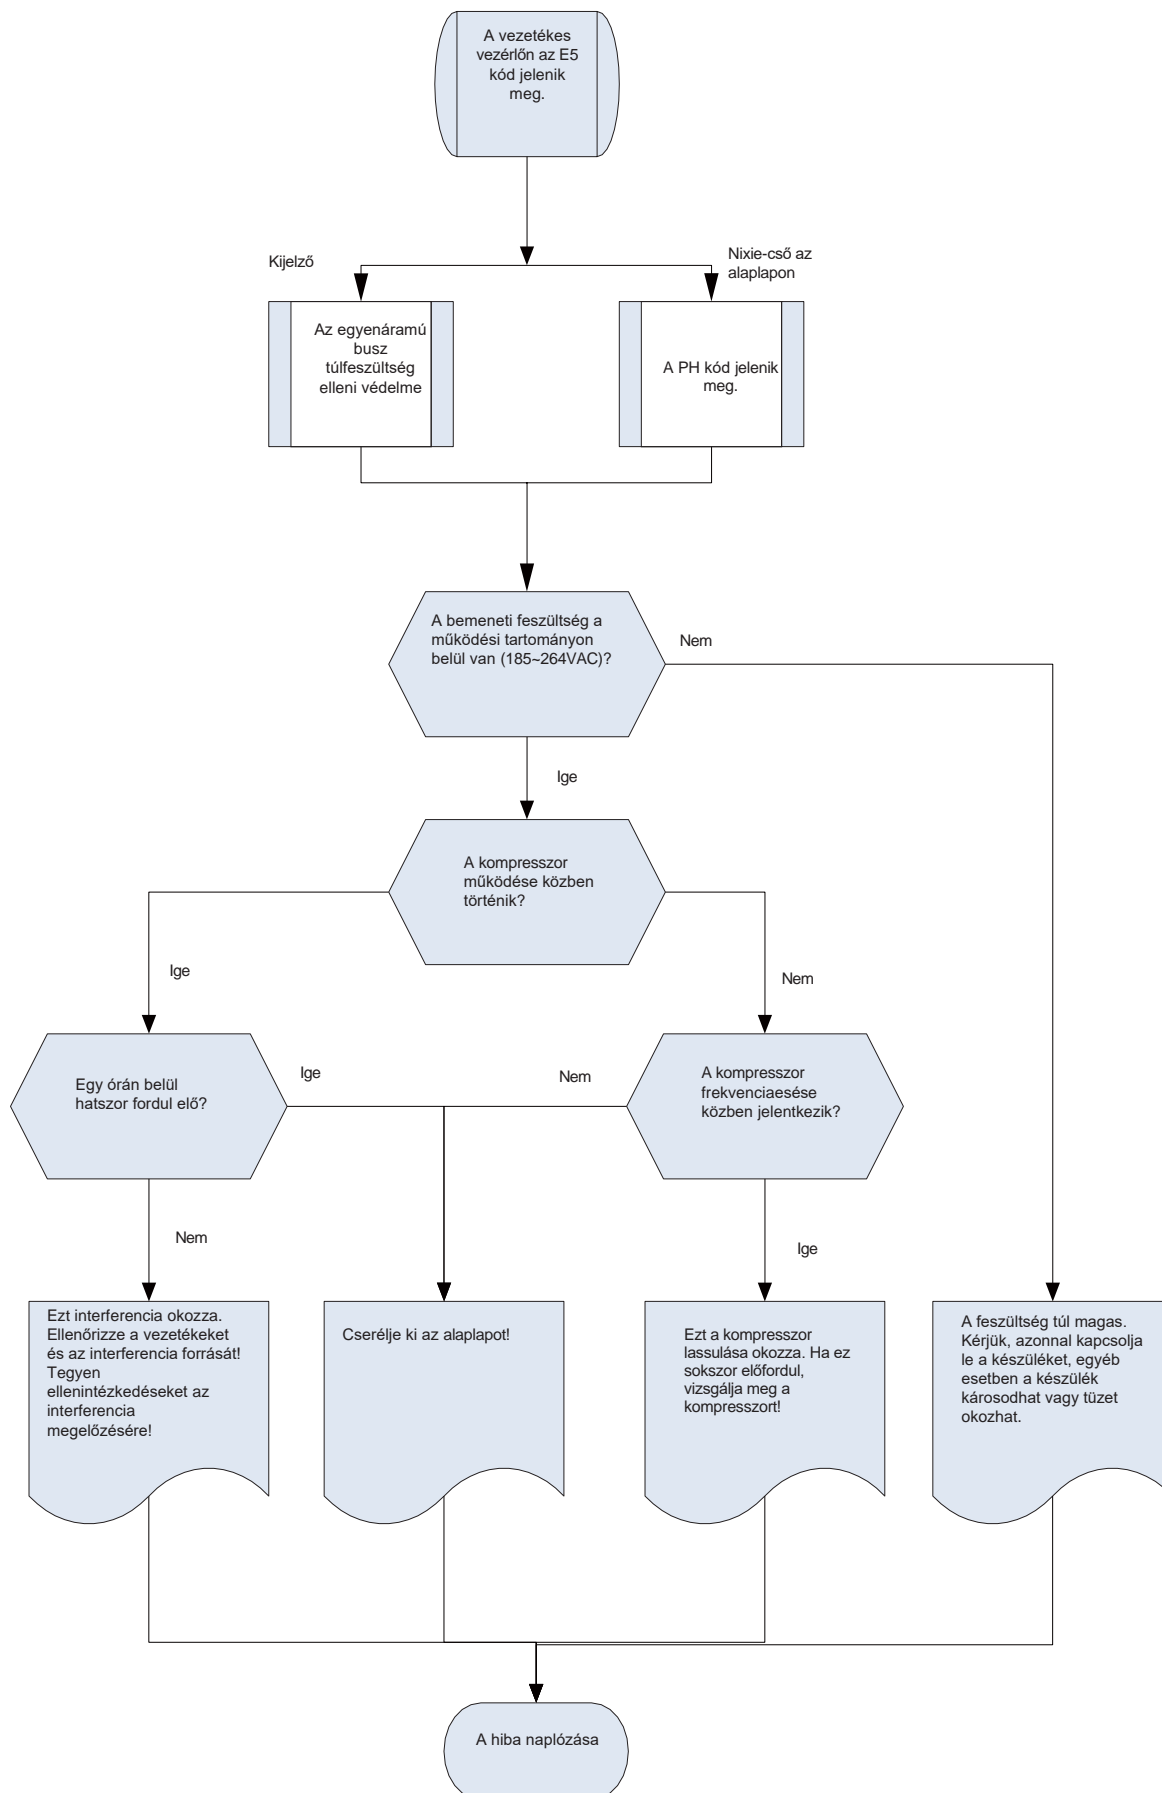 A vezetékes
vezérlőn az E5
kód jelenik
meg.
Kijelző
Nixie-cső az
alaplapon
Az egyenáramú
busz
túlfeszültség
elleni védelme
A PH kód jelenik
meg.
A bemeneti feszültség a
működési tartományon
belül van (185~264VAC)?
Nem
Ige
A kompresszor
működése közben
történik?
Ige
Nem
Egy órán belül
hatszor fordul elő?
Ige
Nem
A kompresszor
frekvenciaesése
közben jelentkezik?
Nem
Ige
Ezt interferencia okozza.
Ellenőrizze a vezetékeket
és az interferencia forrását!
Tegyen
ellenintézkedéseket az
interferencia
megelőzésére!
Cserélje ki az alaplapot!
Ezt a kompresszor
lassulása okozza. Ha ez
sokszor előfordul,
vizsgálja meg a
kompresszort!
A feszültség túl magas.
Kérjük, azonnal kapcsolja
le a készüléket, egyéb
esetben a készülék
károsodhat vagy tüzet
okozhat.
A hiba naplózása